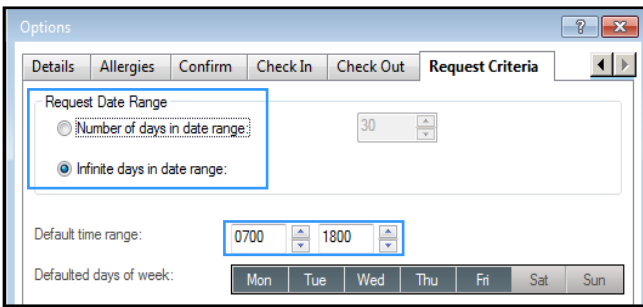 Options
Details Allergies Confirm Check In Check Out Request Criteria
Request Date Range
Number of days in date range: 30
Infinite days in date range:
Default time range: 0700 1800
Defaulted days of week: Mon Tue Wed Thu Fri Sat Sun